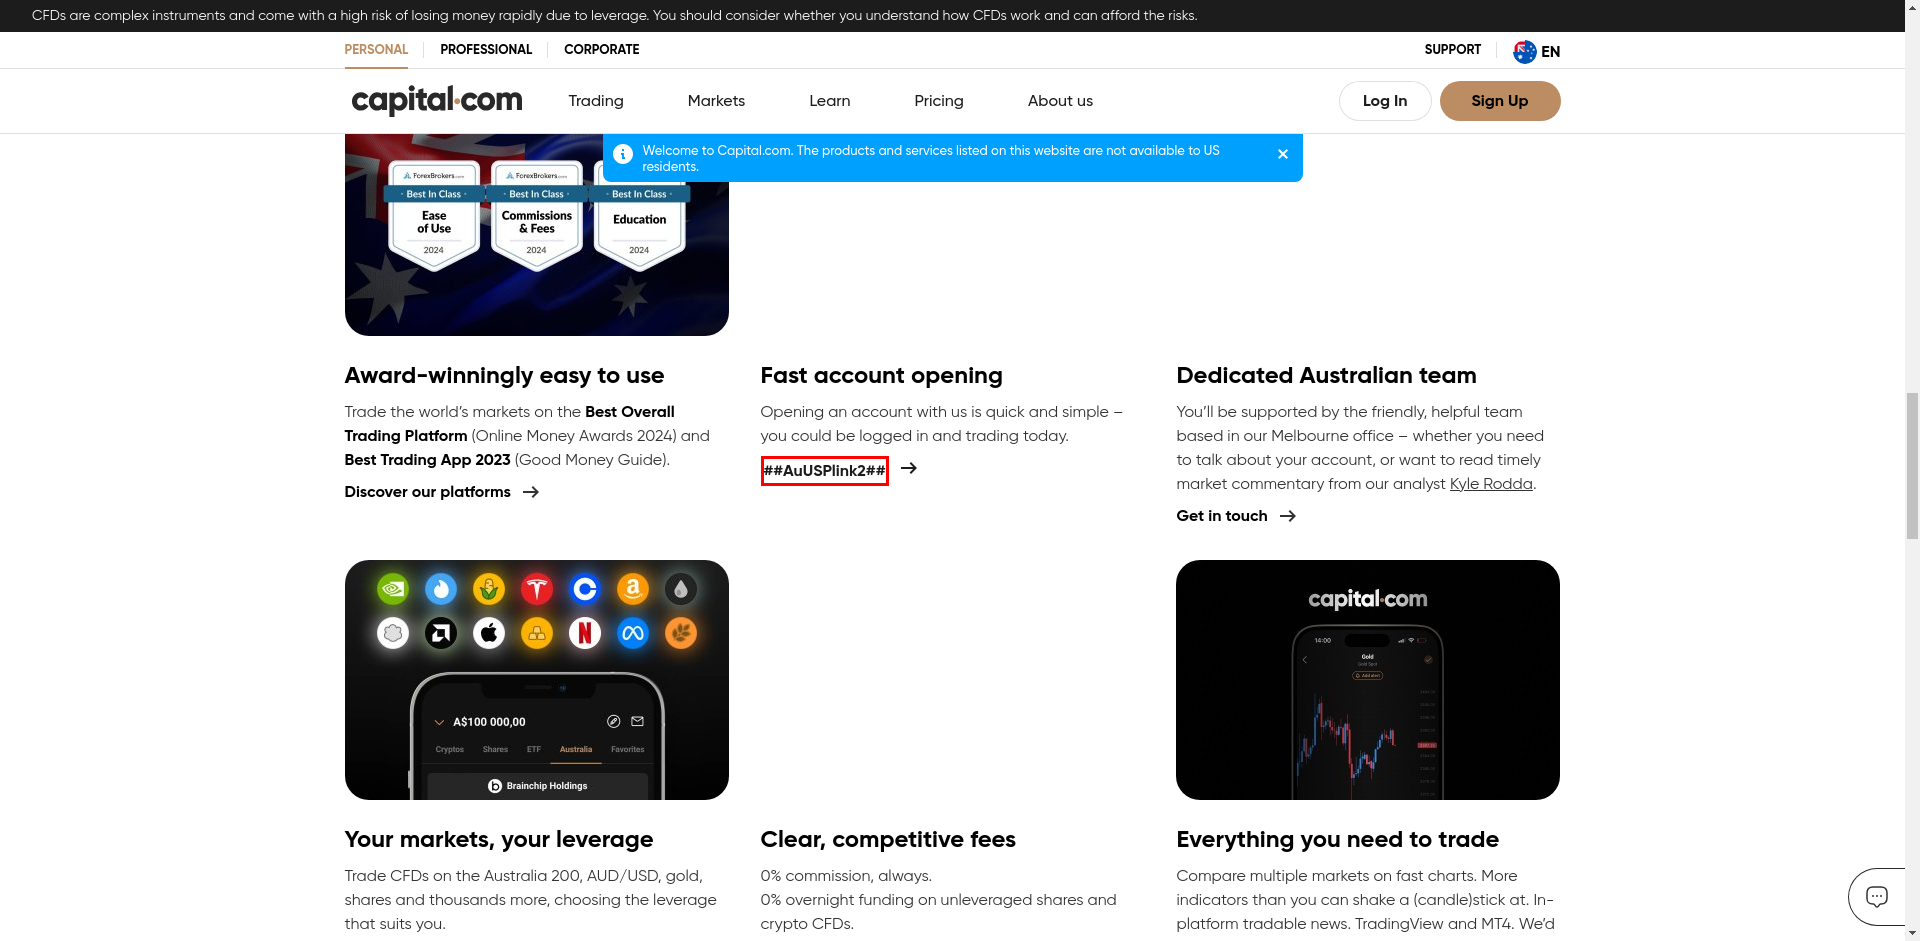 CFDs are complex instruments and come with a high risk of losing money rapidly due to leverage. You should consider whether you understand how CFDs work and can afford the risks.
PERSONAL
PROFESSIONAL
CORPORATE
SUPPORT
EN
capital.com
Trading
Markets
Learn
Pricing
About us
Log In
Sign Up
Welcome to Capital.com. The products and services listed on this website are not available to US
residents.
ForexBrokers.com
Best In Class
Ease
of Use
2024
ForexBrokers.com
Best In Class
Commissions
& Fees
2024
ForexBrokers.com
Best In Class
Education
2024
Award-winningly easy to use
Trade the world's markets on the Best Overall
Trading Platform (Online Money Awards 2024) and
Best Trading App 2023 (Good Money Guide).
Discover our platforms
Fast account opening
Opening an account with us is quick and simple –
you could be logged in and trading today.
##AuUSPlink2##
Dedicated Australian team
You'll be supported by the friendly, helpful team
based in our Melbourne office – whether you need
to talk about your account, or want to read timely
market commentary from our analyst Kyle Rodda.
Get in touch
A$100 000,00
Cryptos
Shares
ETF
Australia
Favorites
Brainchip Holdings
capital.com
14:00
Gold
Gold Spot
Add alert
Your markets, your leverage
Trade CFDs on the Australia 200, AUD/USD, gold,
shares and thousands more, choosing the leverage
that suits you.
Clear, competitive fees
0% commission, always.
0% overnight funding on unleveraged shares and
crypto CFDs.
Everything you need to trade
Compare multiple markets on fast charts. More
indicators than you can shake a (candle)stick at. In-
platform tradable news. TradingView and MT4. We'd